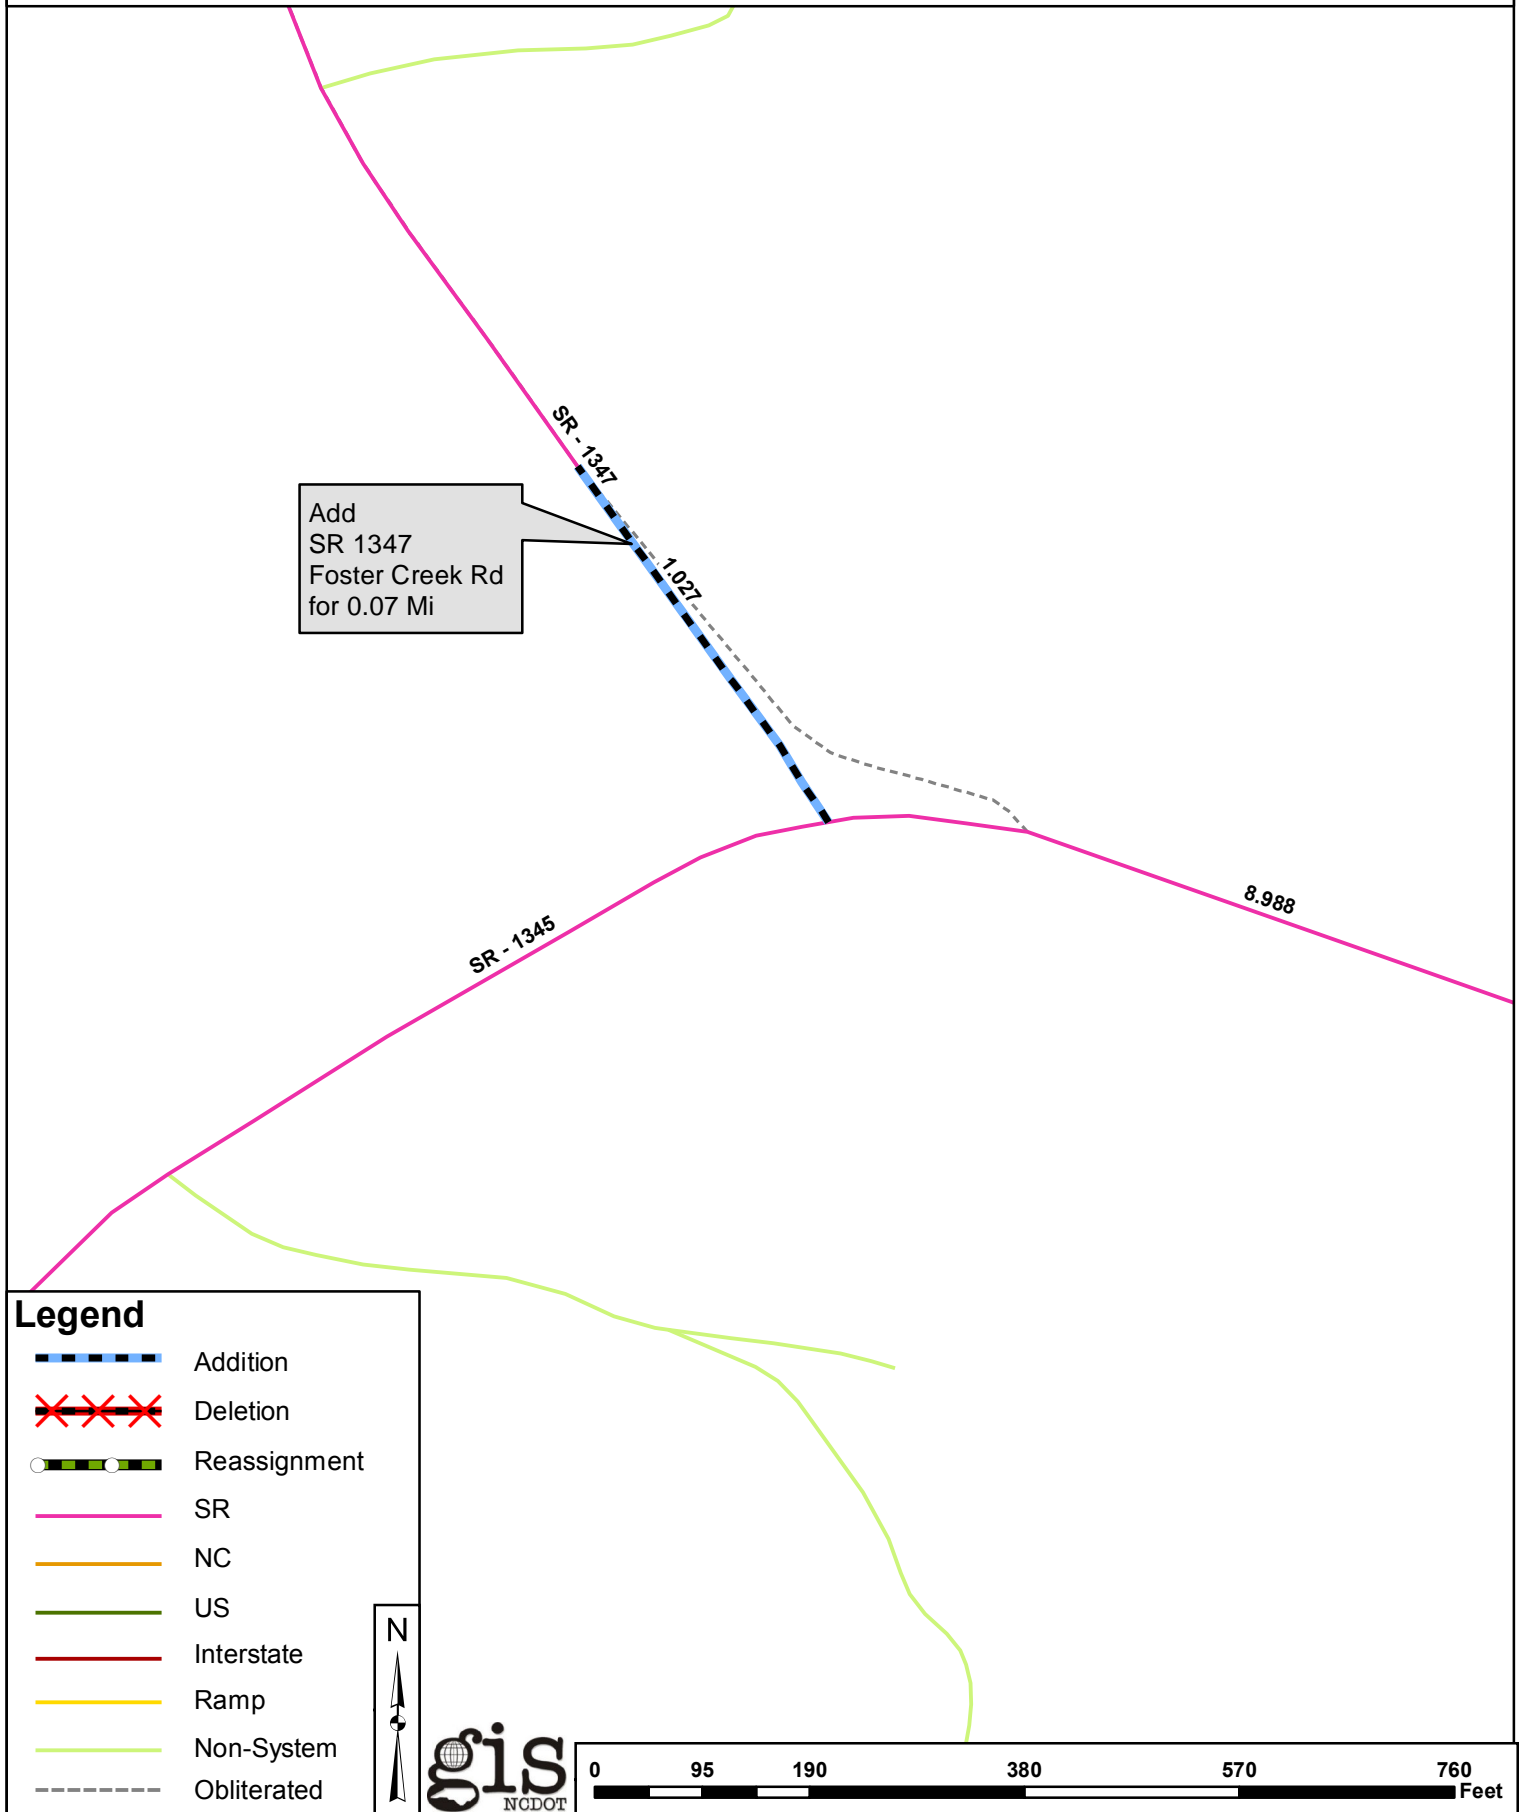 SR - 1347
Add
SR 1347
Foster Creek Rd
for 0.07 Mi
1.027
8.988
SR - 1345
Legend
Addition
Deletion
Reassignment
SR
NC
US
Interstate
Ramp
Non-System
Obliterated
N
gis
NCDOT
0 95 190 380 570 760
Feet